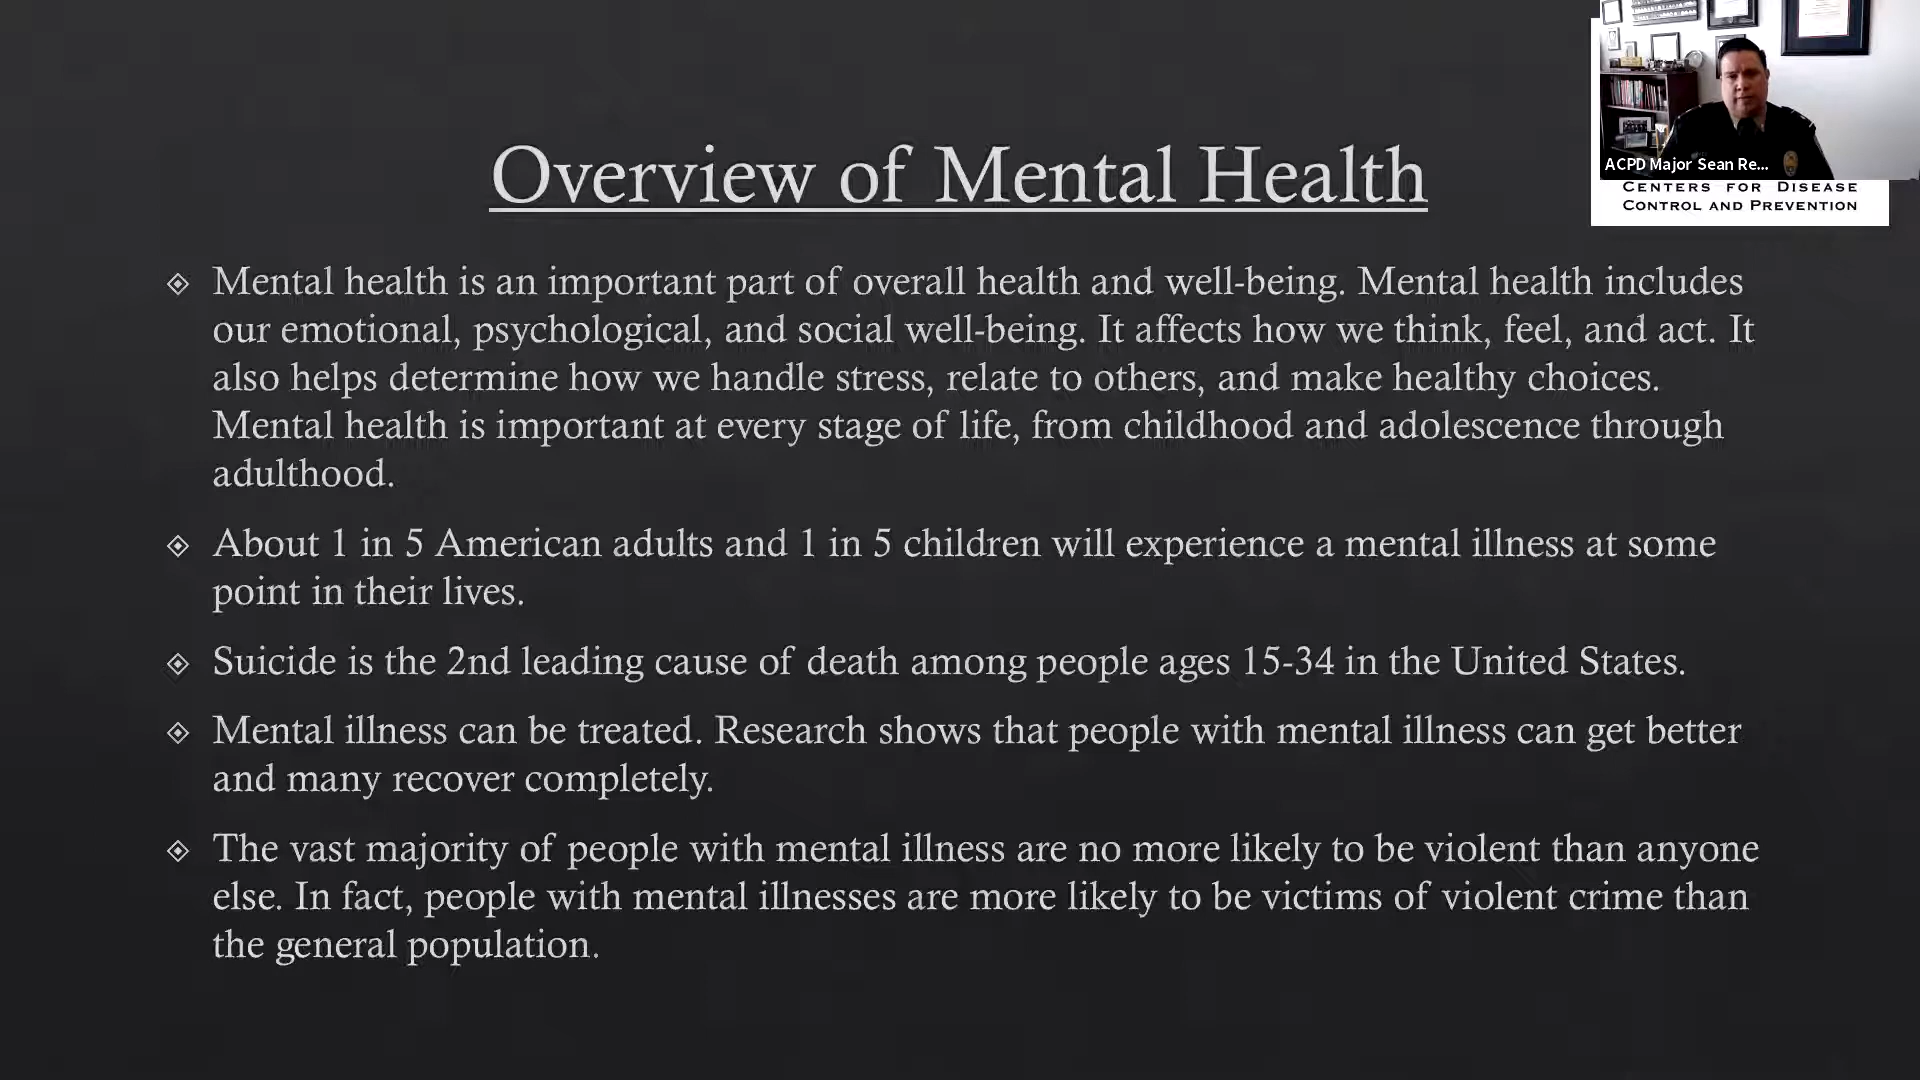 Overview of Mental Health
ACPD Major Sean Re...
CENTERS FOR DISEASE
CONTROL AND PREVENTION
Mental health is an important part of overall health and well-being. Mental health includes
our emotional, psychological, and social well-being. It affects how we think, feel, and act. It
also helps determine how we handle stress, relate to others, and make healthy choices.
Mental health is important at every stage of life, from childhood and adolescence through
adulthood.
About 1 in 5 American adults and 1 in 5 children will experience a mental illness at some
point in their lives.
Suicide is the 2nd leading cause of death among people ages 15-34 in the United States.
Mental illness can be treated. Research shows that people with mental illness can get better
and many recover completely.
The vast majority of people with mental illness are no more likely to be violent than anyone
else. In fact, people with mental illnesses are more likely to be victims of violent crime than
the general population.